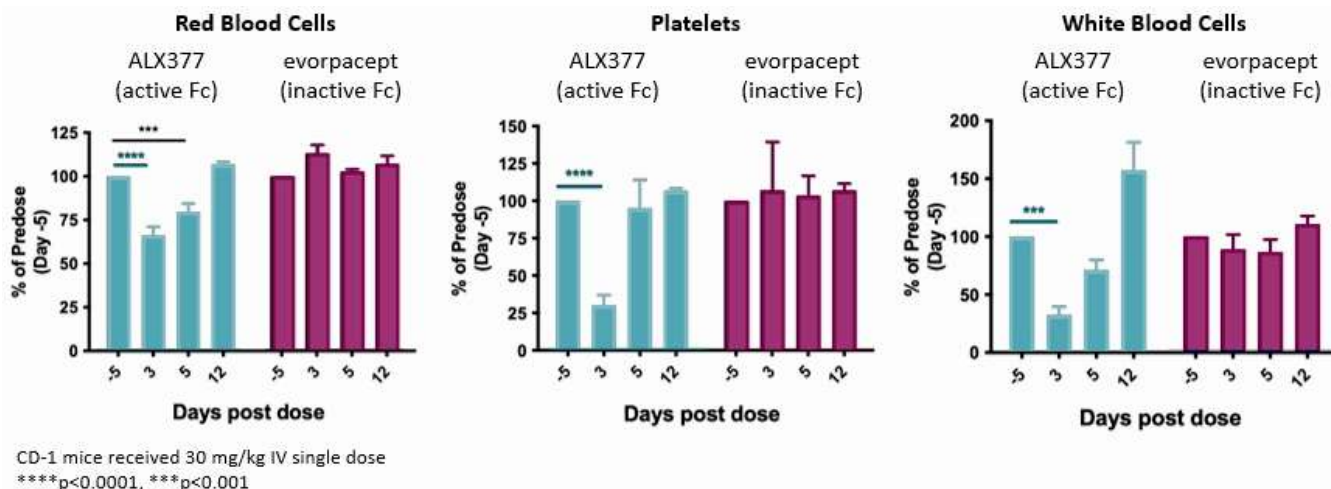 Red Blood Cells
ALX377
(active Fc)
evorpacept
(inactive Fc)
***
****
% of Predose
(Day -5)
125
100
75
50
25
0
-5
3
5
12
-5
3
5
12
Days post dose
Platelets
ALX377
(active Fc)
evorpacept
(inactive Fc)
****
% of Predose
(Day -5)
150
125
100
75
50
25
0
-5
3
5
12
-5
3
5
12
Days post dose
White Blood Cells
ALX377
(active Fc)
evorpacept
(inactive Fc)
***
% of Predose
(Day -5)
200
150
100
50
0
-5
3
5
12
-5
3
5
12
Days post dose
CD-1 mice received 30 mg/kg IV single dose
****p<0.0001, ***p<0.001